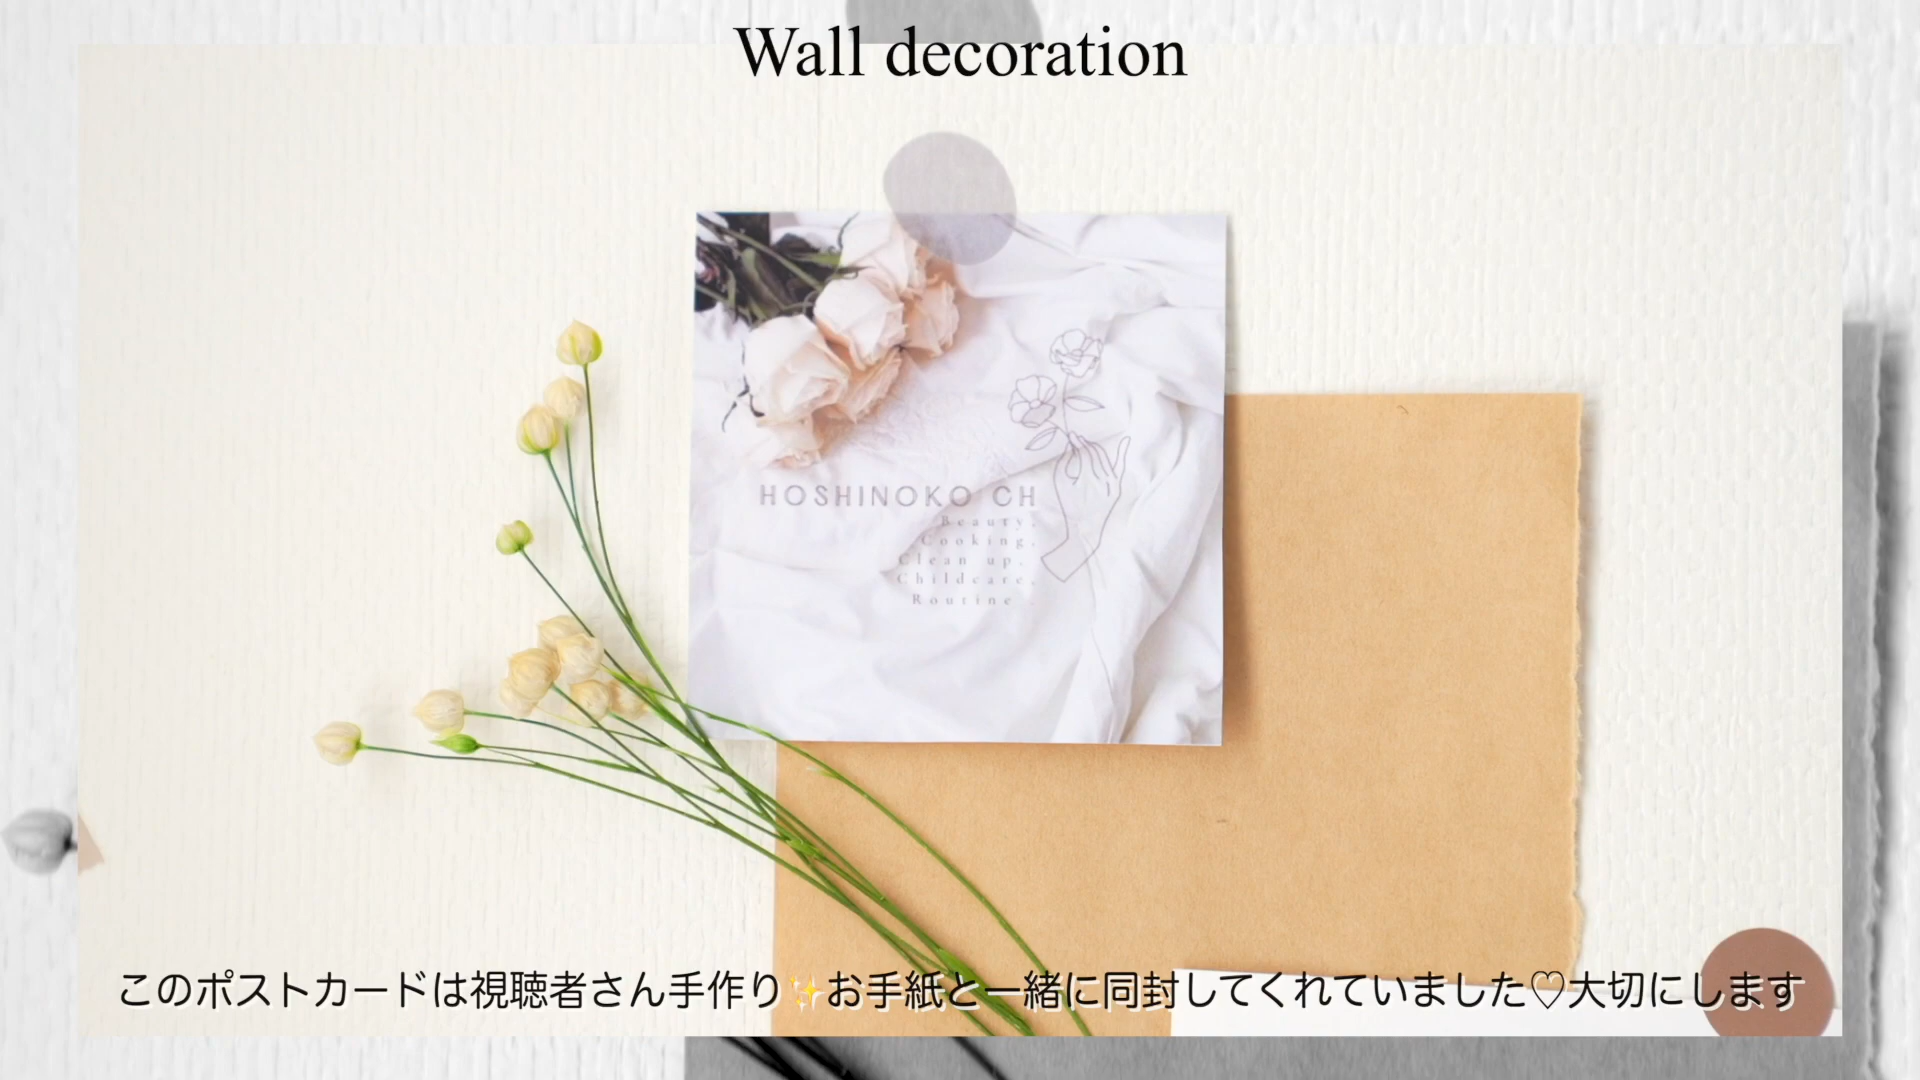 Wall decoration
HOSHINOKO CH
Beauty.
Cooking.
Clean up.
Childcare.
Routine.
このポストカードは視聴者さん手作り✨お手紙と一緒に同封してくれていました♡大切にします